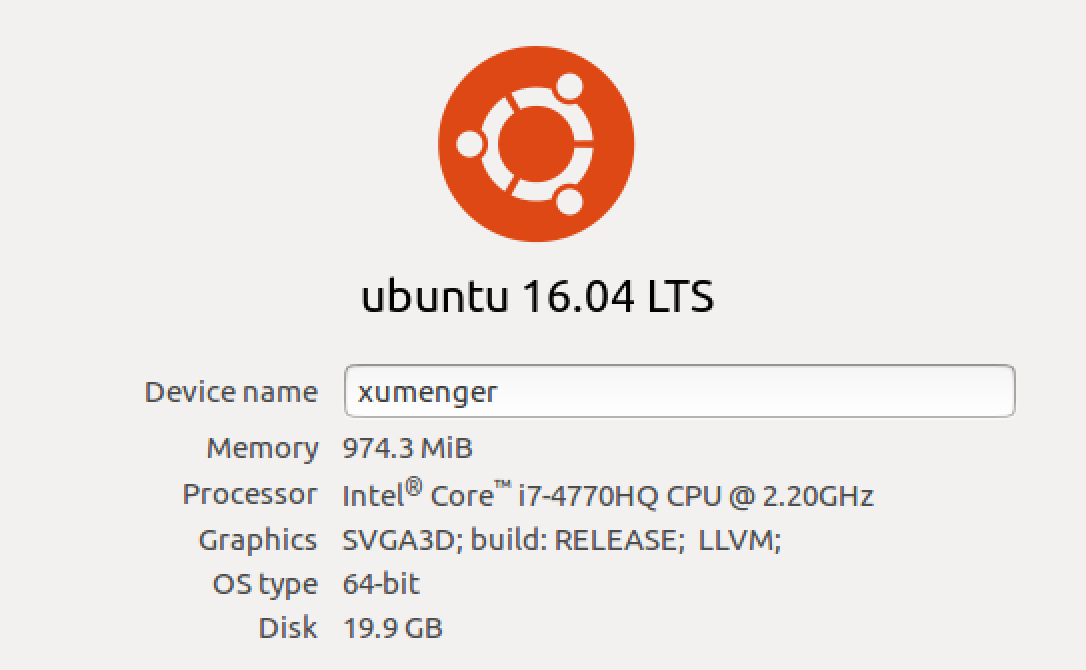 ubuntu 16.04 LTS
Device name xumenger
Memory 974.3 MiB
Processor Intel® Core™ i7-4770HQ CPU @ 2.20GHz
Graphics SVGA3D; build: RELEASE;  LLVM;
OS type 64-bit
Disk 19.9 GB